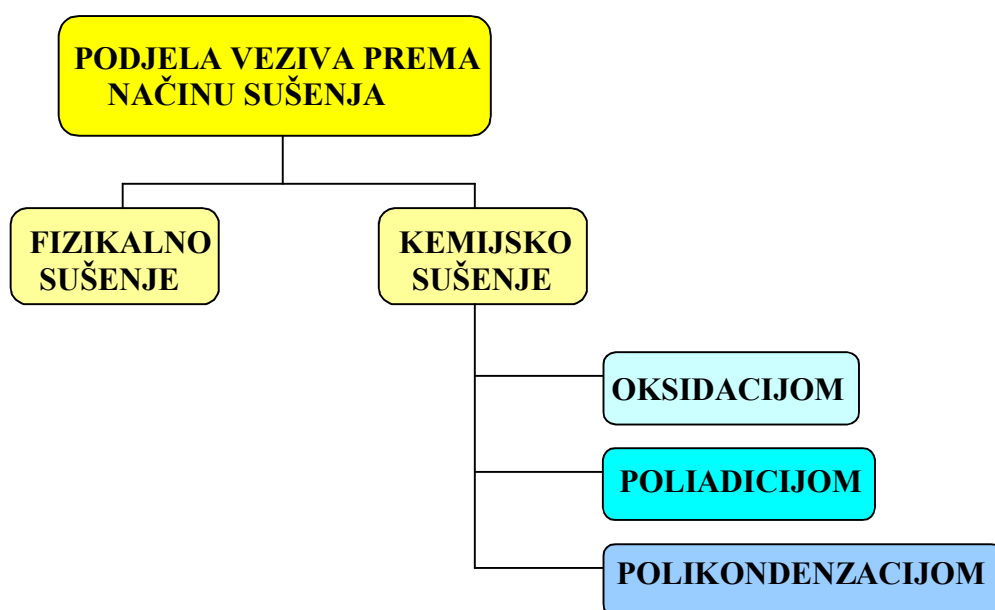 PODJELA VEZIVA PREMA
NAČINU SUŠENJA
FIZIKALNO
SUŠENJE
KEMIJSKO
SUŠENJE
OKSIDACIJOM
POLIADICIJOM
POLIKONDENZACIJOM